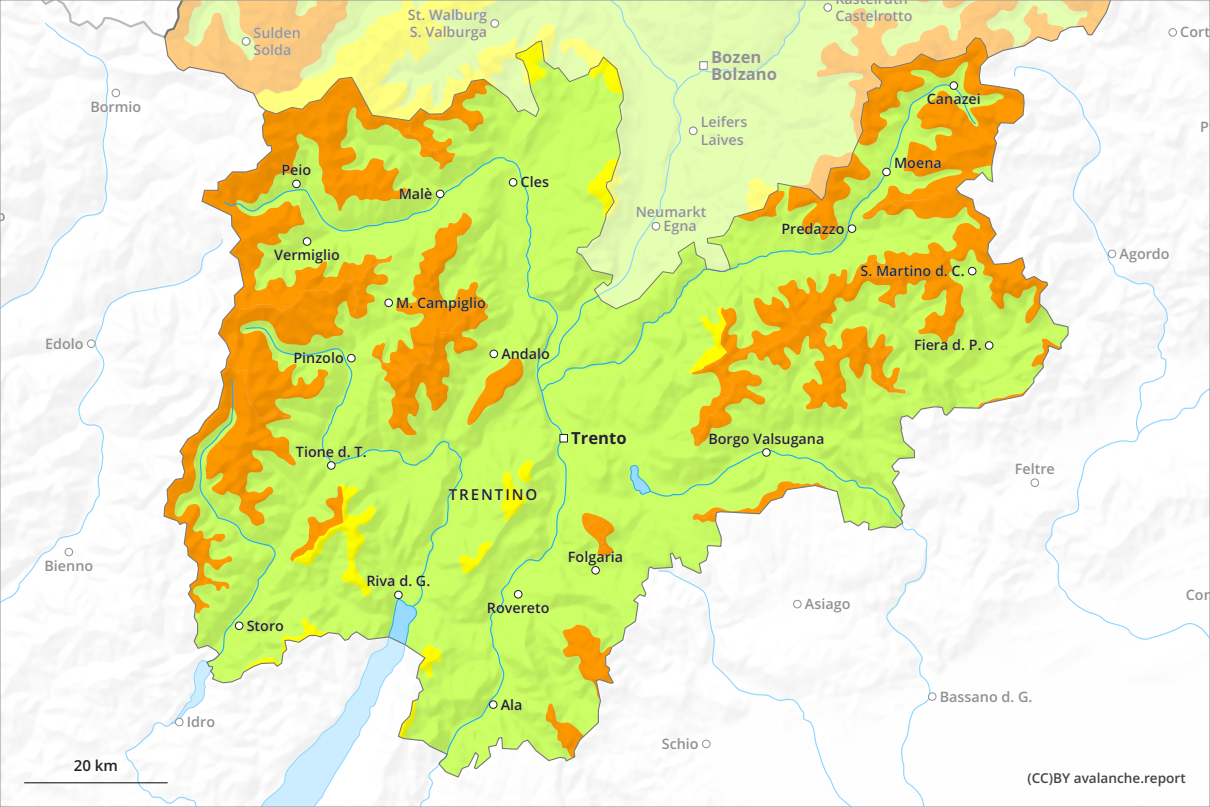 St. Walburg
S. Valburga
Kastelruth
Castelrotto
Sulden
Solda
Cort
Bozen
Bolzano
Bormio
Canazei
Leifers
Laives
P
Moena
Peio
Malè
Cles
Neumarkt
Egna
Predazzo
Vermiglio
Agordo
S. Martino d. C.
M. Campiglio
Edolo
Pinzolo
Andalo
Fiera d. P.
Trento
Borgo Valsugana
Tione d. T.
Feltre
TRENTINO
Bienno
Folgaria
Riva d. G.
Cor
Rovereto
Asiago
Storo
Bassano d. G.
Ala
Idro
Schio
20 km
(CC)BY avalanche.report